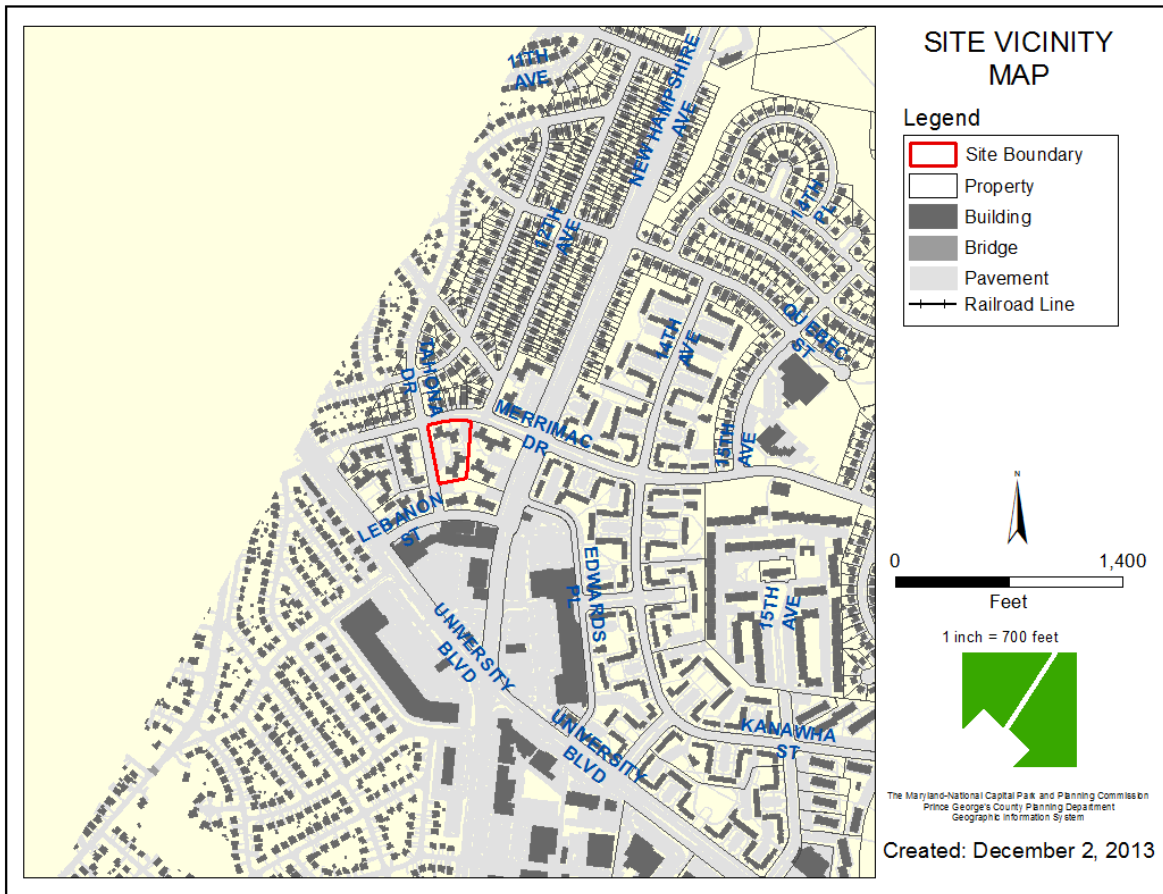 SITE VICINITY
MAP
Legend
Site Boundary
Property
Building
Bridge
Pavement
Railroad Line
N
0 1,400
Feet
1 inch = 700 feet
The Maryland-National Capital Park and Planning Commission
Prince George's County Planning Department
Geographic Information System
Created: December 2, 2013
11TH
AVE
NEW HAMPSHIRE
AVE
12TH
AVE
14TH
PL
14TH
AVE
QUEBEC
ST
TAHONA
DR
MERRIMAC
DR
15TH
AVE
LEBANON
ST
EDWARDS
PL
15TH
AVE
UNIVERSITY
BLVD
UNIVERSITY
BLVD
KANAWHA
ST